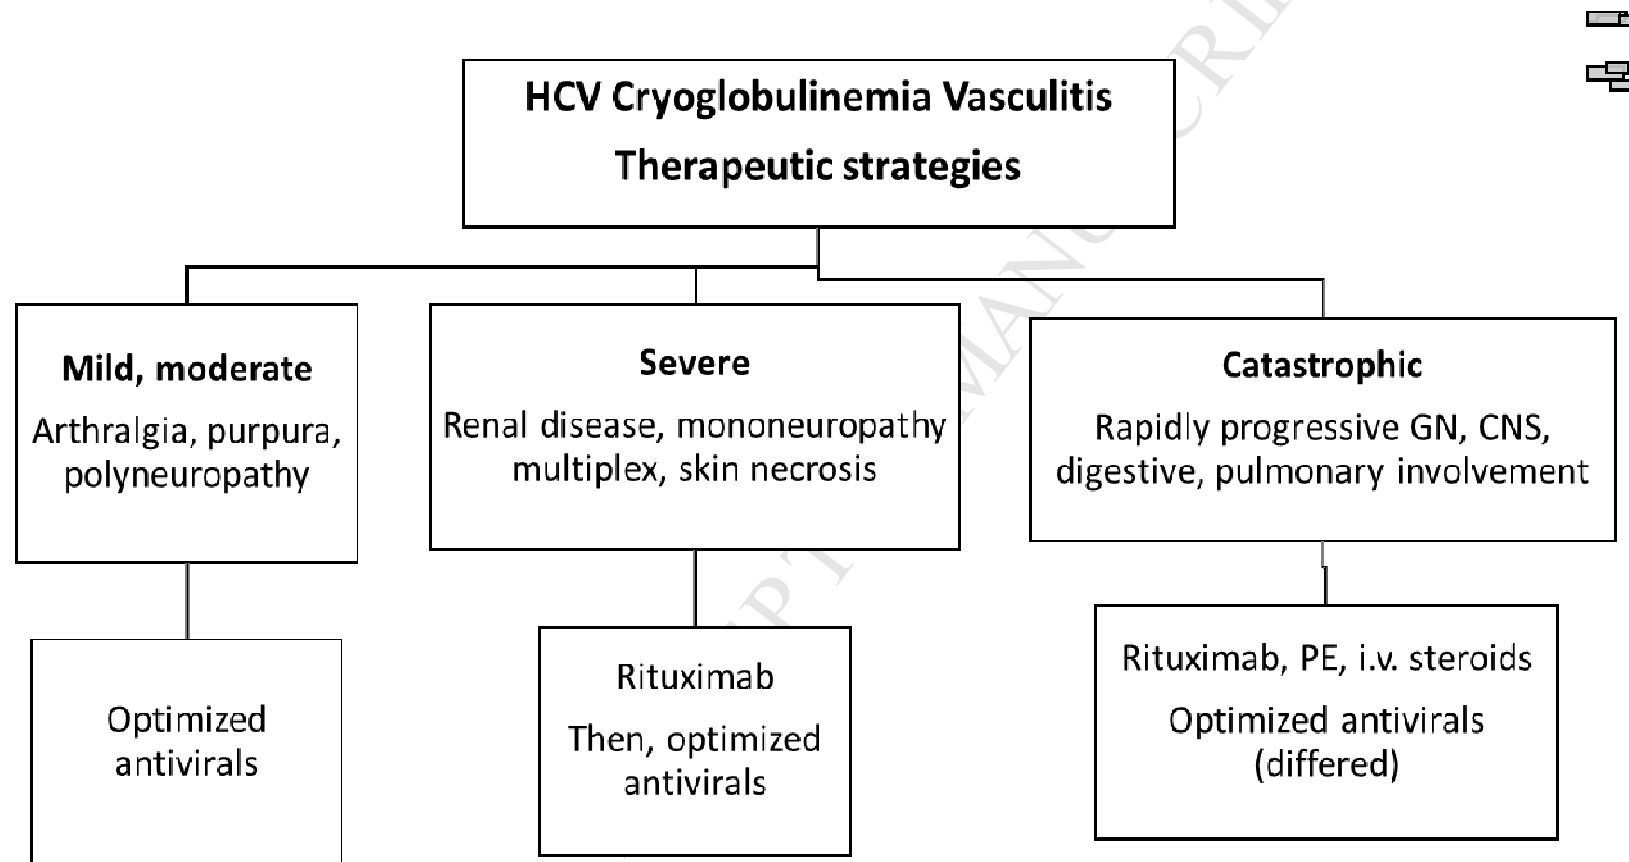 HCV Cryoglobulinemia Vasculitis
Therapeutic strategies
Mild, moderate
Arthralgia, purpura,
polyneuropathy
Severe
Renal disease, mononeuropathy
multiplex, skin necrosis
Catastrophic
Rapidly progressive GN, CNS,
digestive, pulmonary involvement
Optimized
antivirals
Rituximab
Then, optimized
antivirals
Rituximab, PE, i.v. steroids
Optimized antivirals
(differed)